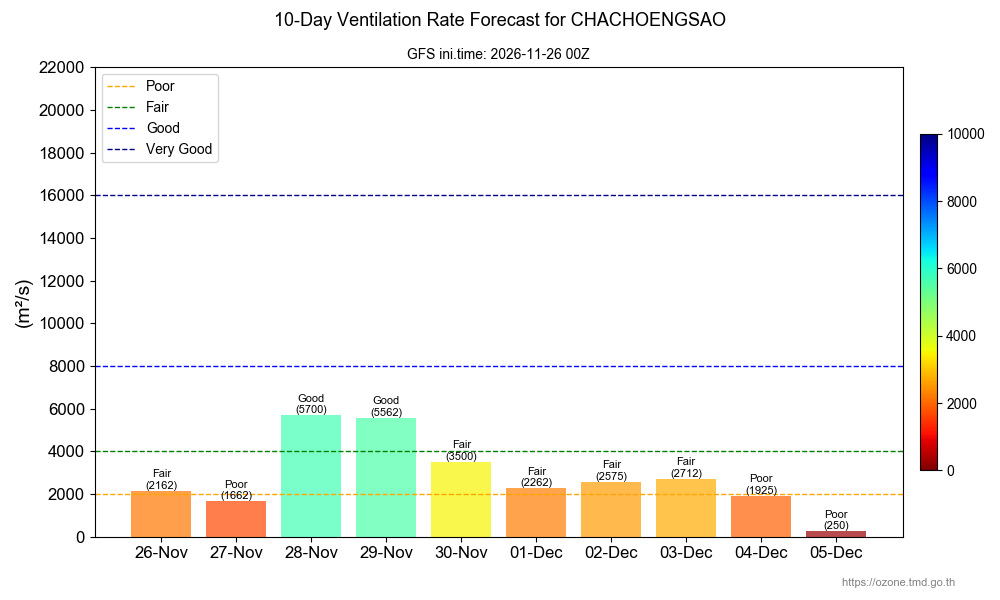 10-Day Ventilation Rate Forecast for CHACHOENGSAO
GFS ini.time: 2026-11-26 00Z
22000
20000
18000
16000
14000
12000
10000
8000
6000
4000
2000
0
(m²/s)
Poor
Fair
Good
Very Good
Fair
(2162)
Poor
(1662)
Good
(5700)
Good
(5562)
Fair
(3500)
Fair
(2262)
Fair
(2575)
Fair
(2712)
Poor
(1925)
Poor
(250)
26-Nov 27-Nov 28-Nov 29-Nov 30-Nov 01-Dec 02-Dec 03-Dec 04-Dec 05-Dec
10000
8000
6000
4000
2000
0
https://ozone.tmd.go.th